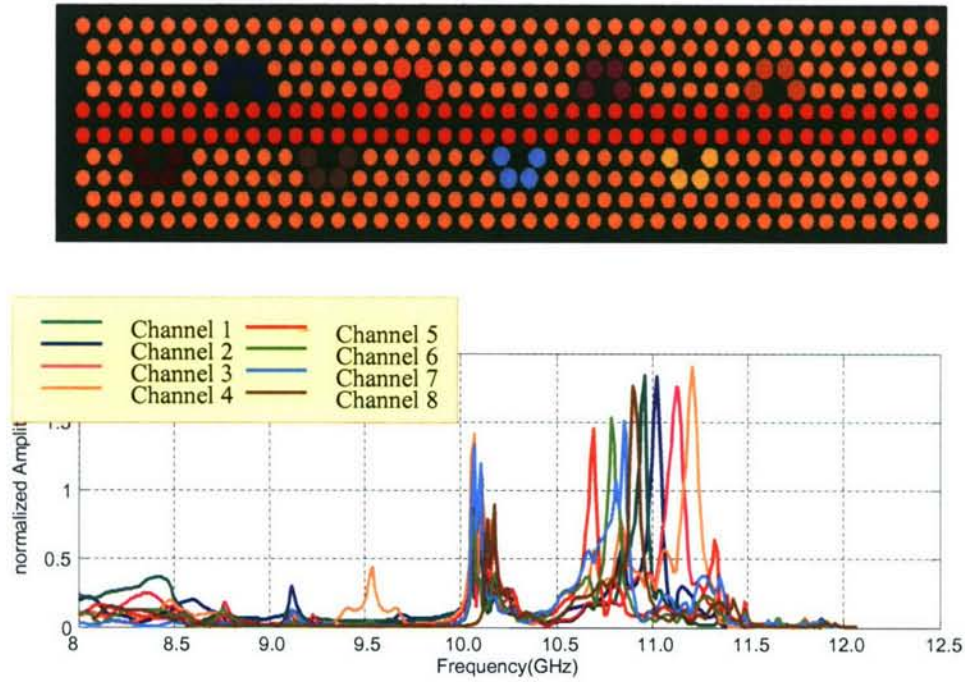 Channel 1
Channel 2
Channel 3
Channel 4
Channel 5
Channel 6
Channel 7
Channel 8
1
0.5
0
normalized Amplit
8 8.5 9.0 9.5 10.0 10.5 11.0 11.5 12.0 12.5
Frequency(GHz)